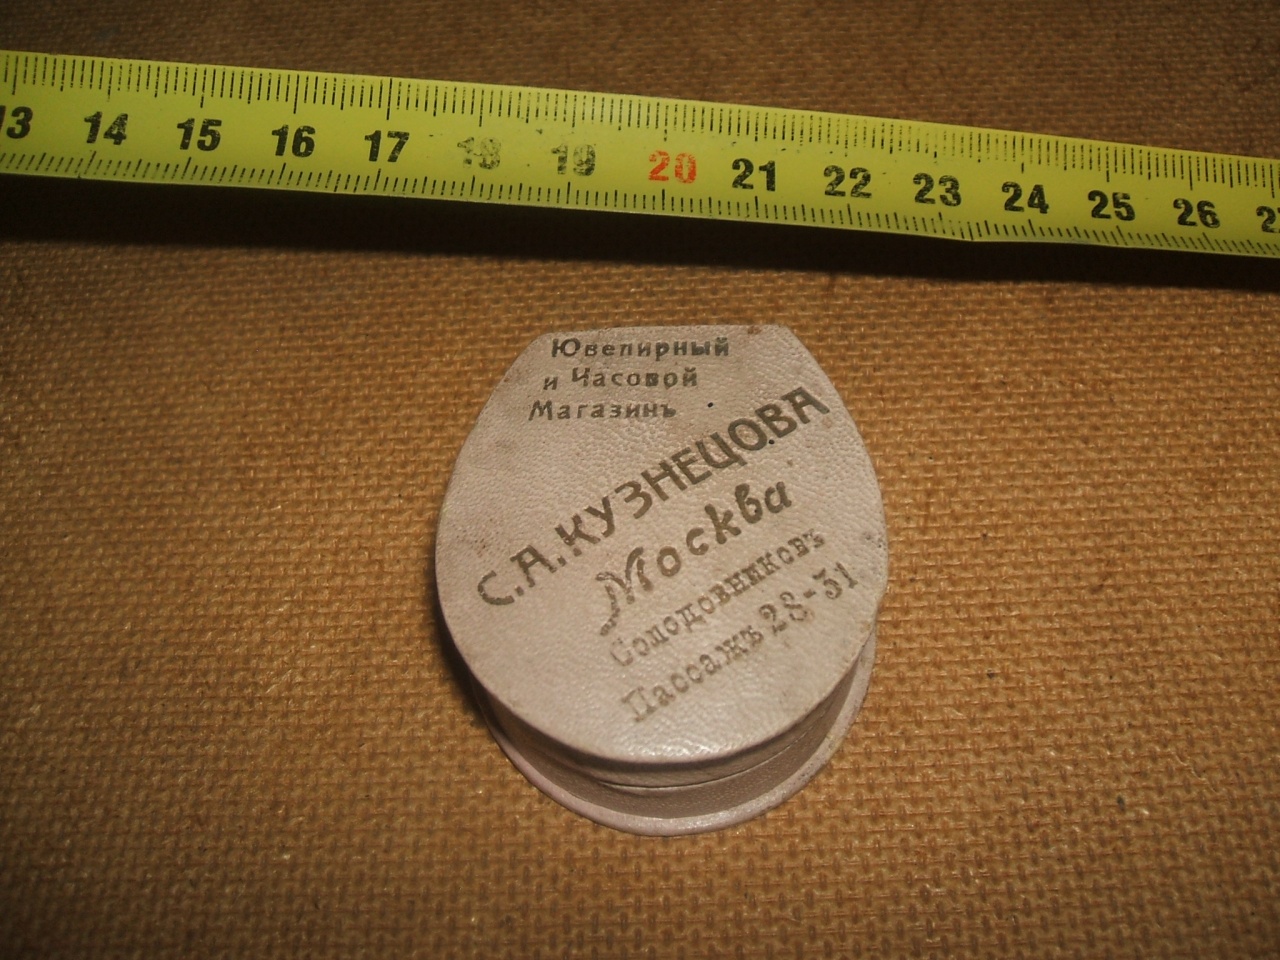 13 14 15 16 17 18 19 20 21 22 23 24 25 26
Ювелирный
и Часовой
Магазинъ
С.А.КУЗНЕЦОВА
Москва
Солодовниковъ
Пассажъ 28-31